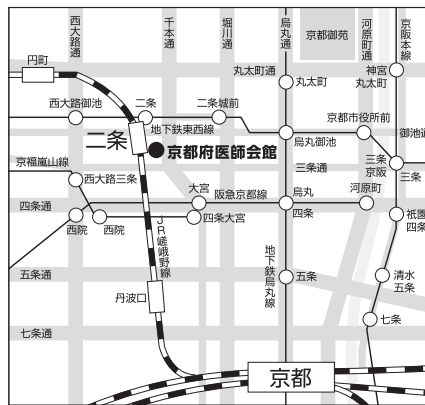 西大路通
千本通
堀川通
烏丸通
京都御苑
河原町通
京阪本線
円町
丸太町通
丸太町
神宮
丸太町
西大路御池
二条
二条城前
京都市役所前
地下鉄東西線
烏丸御池
御池通
二条
京都府医師会館
三条通
三条
京阪
三条
京福嵐山線
西大路三条
大宮
阪急京都線
烏丸
河原町
四条通
四条大宮
四条
祇園
四条
西院
西院
JR嵯峨野線
地下鉄烏丸線
五条通
五条
清水
五条
丹波口
七条
七条通
京都